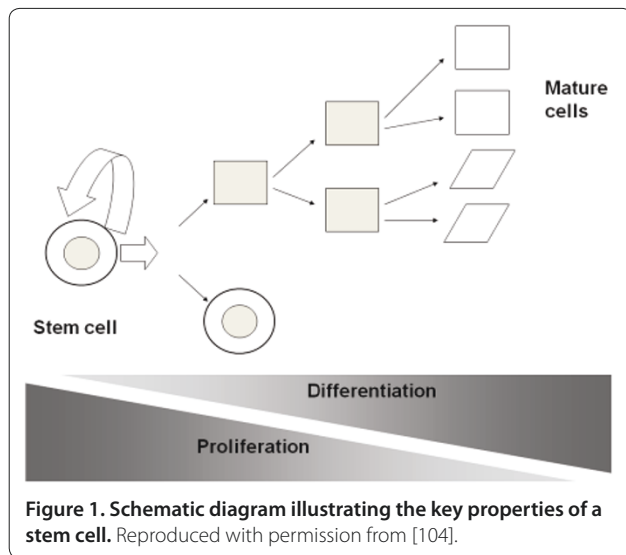 Mature
cells
Stem cell
Differentiation
Proliferation
Figure 1. Schematic diagram illustrating the key properties of a
stem cell. Reproduced with permission from [104].